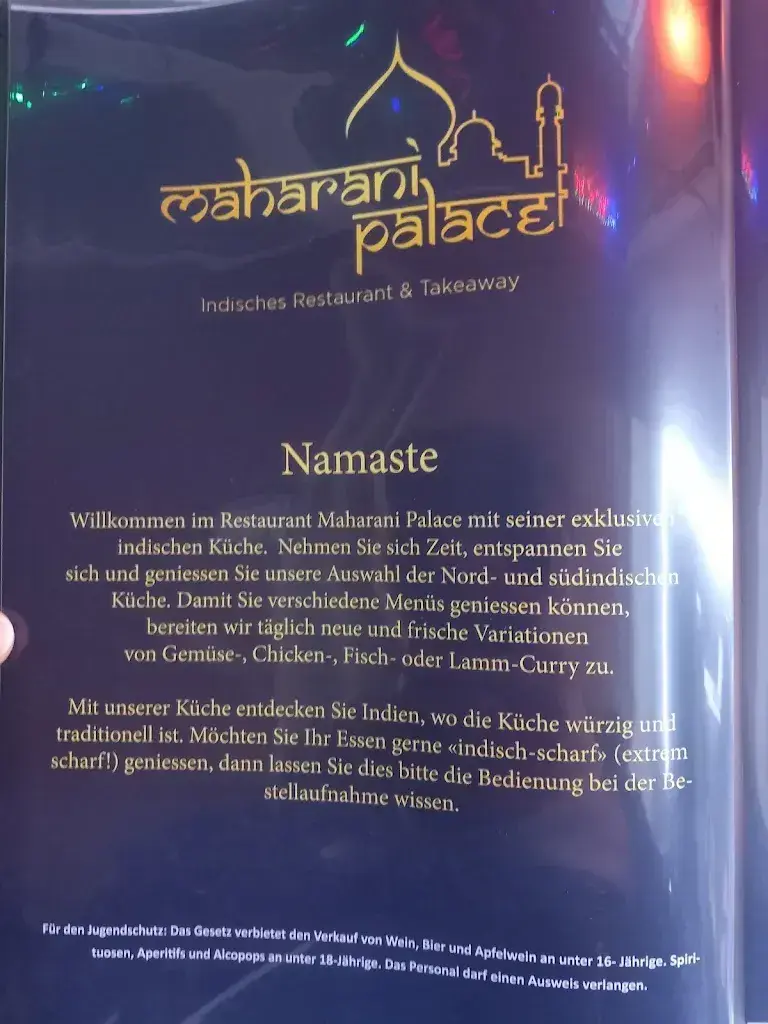 maharani
palace
Indisches Restaurant & Takeaway
Namaste
Willkommen im Restaurant Maharani Palace mit seiner exklusiven
indischen Küche. Nehmen Sie sich Zeit, entspannen Sie
sich und geniessen Sie unsere Auswahl der Nord- und südindischen
Küche. Damit Sie verschiedene Menüs geniessen können,
bereiten wir täglich neue und frische Variationen
von Gemüse-, Chicken-, Fisch- oder Lamm-Curry zu.
Mit unserer Küche entdecken Sie Indien, wo die Küche würzig und
traditionell ist. Möchten Sie Ihr Essen gerne «indisch-scharf» (extrem
scharf!) geniessen, dann lassen Sie dies bitte die Bedienung bei der Be-
stellaufnahme wissen.
Für den Jugendschutz: Das Gesetz verbietet den Verkauf von Wein, Bier und Apfelwein an unter 16- Jährige. Spiri-
tuosen, Aperitifs und Alcopops an unter 18-Jährige. Das Personal darf einen Ausweis verlangen.